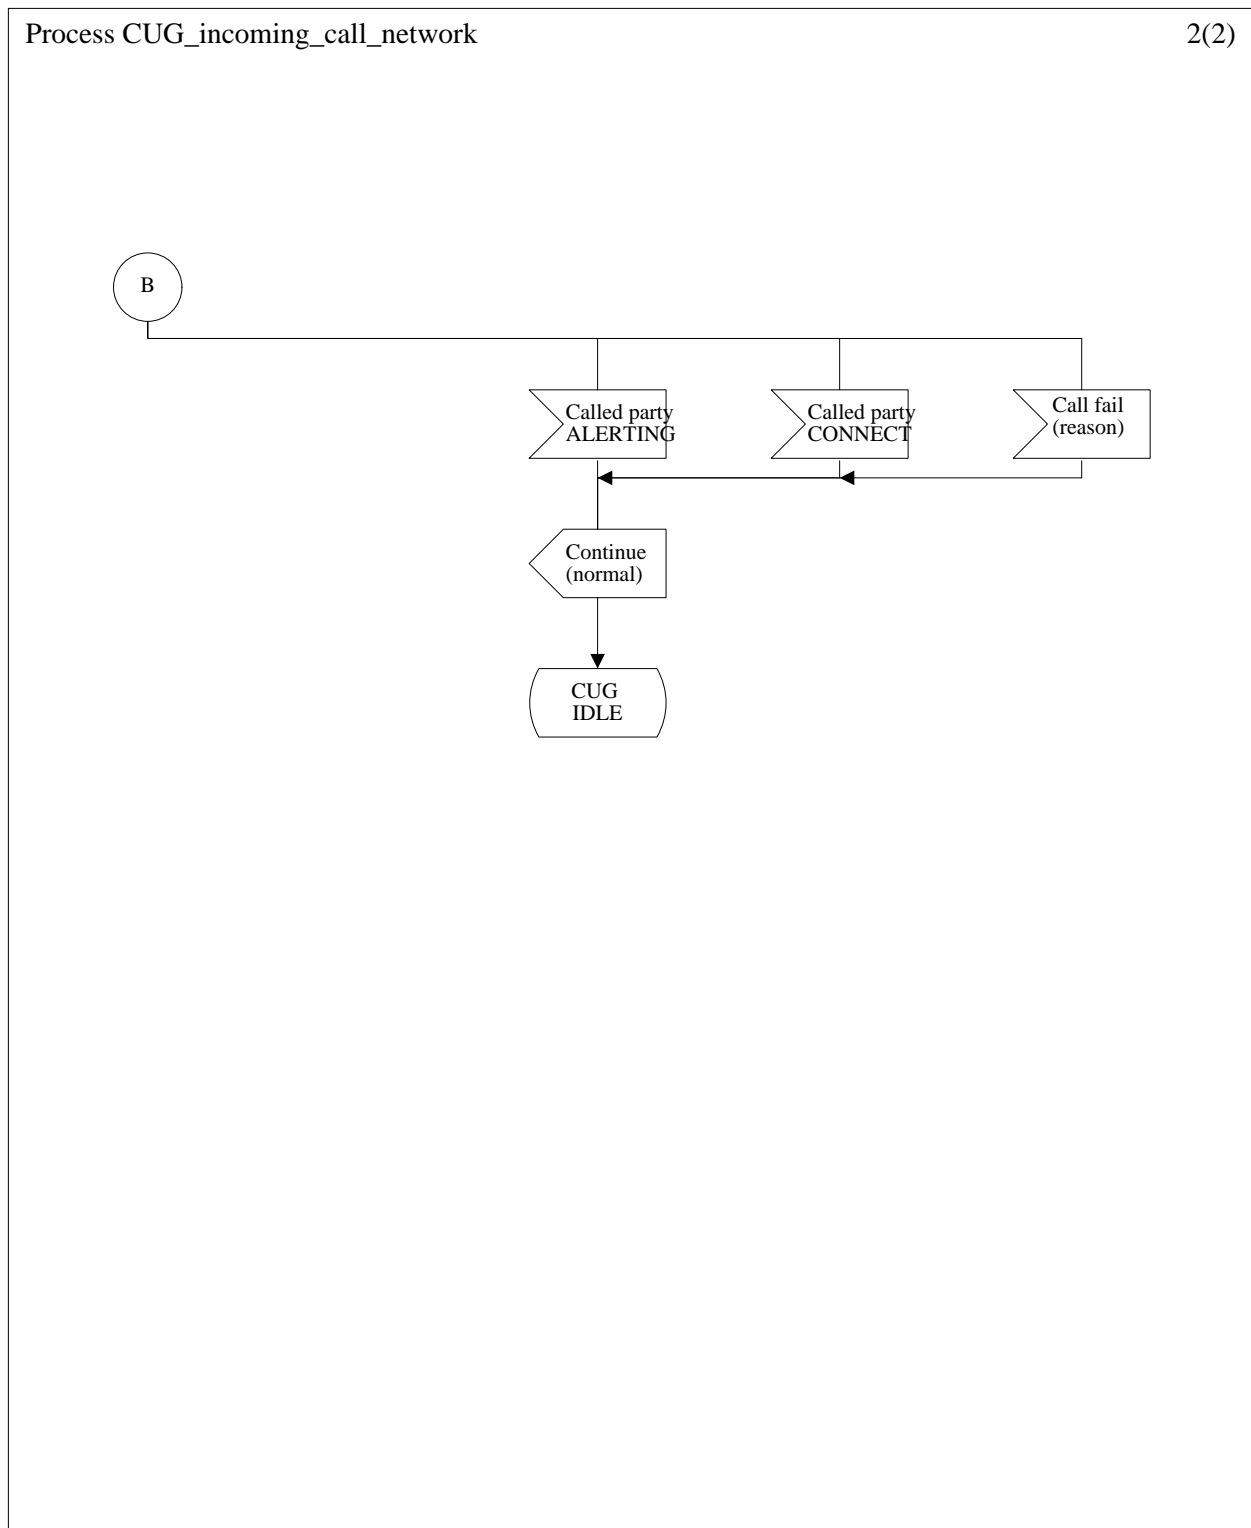 Process CUG_incoming_call_network
2(2)
B
Called party
ALERTING
Called party
CONNECT
Call fail
(reason)
Continue
(normal)
CUG
IDLE